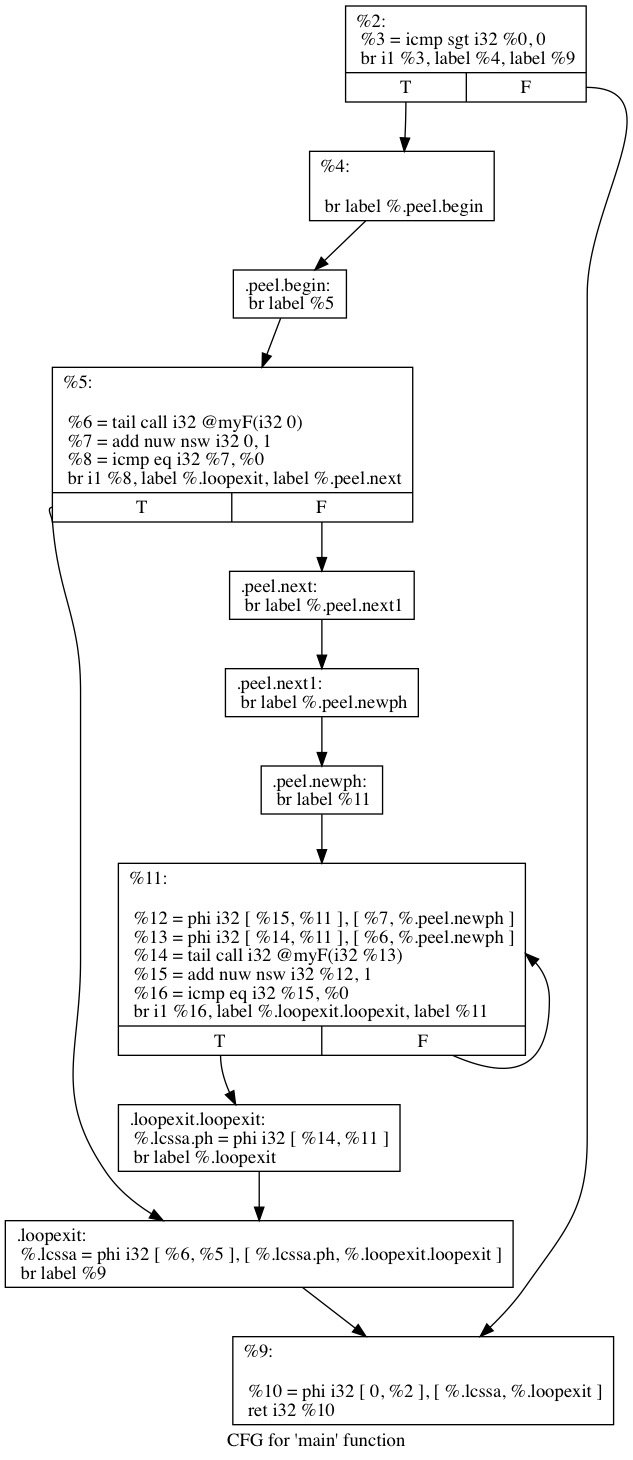 %2:
%3 = icmp sgt i32 %0, 0
br i1 %3, label %4, label %9
T F
%4:
br label %.peel.begin
.peel.begin:
br label %5
%5:
%6 = tail call i32 @myF(i32 0)
%7 = add nuw nsw i32 0, 1
%8 = icmp eq i32 %7, %0
br i1 %8, label %.loopexit, label %.peel.next
T F
.peel.next:
br label %.peel.next1
.peel.next1:
br label %.peel.newph
.peel.newph:
br label %11
%11:
%12 = phi i32 [ %15, %11 ], [ %7, %.peel.newph ]
%13 = phi i32 [ %14, %11 ], [ %6, %.peel.newph ]
%14 = tail call i32 @myF(i32 %13)
%15 = add nuw nsw i32 %12, 1
%16 = icmp eq i32 %15, %0
br i1 %16, label %.loopexit.loopexit, label %11
T F
.loopexit.loopexit:
%.lcssa.ph = phi i32 [ %14, %11 ]
br label %.loopexit
.loopexit:
%.lcssa = phi i32 [ %6, %5 ], [ %.lcssa.ph, %.loopexit.loopexit ]
br label %9
%9:
%10 = phi i32 [ 0, %2 ], [ %.lcssa, %.loopexit ]
ret i32 %10
CFG for 'main' function